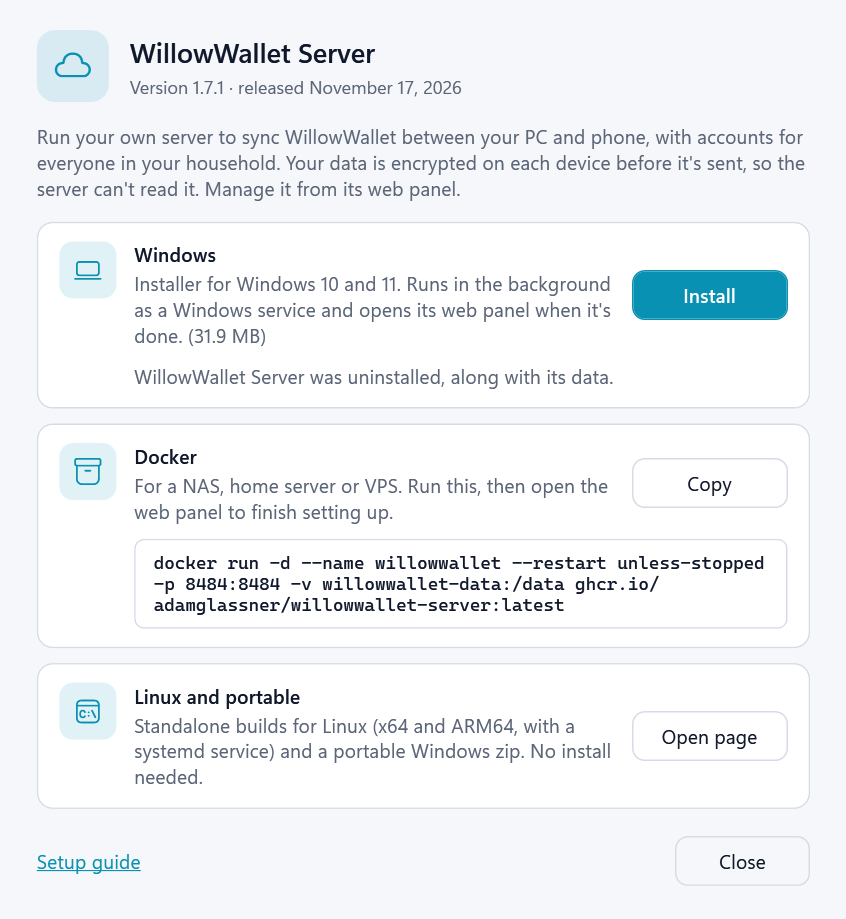 WillowWallet Server
Version 1.7.1 · released November 17, 2026
Run your own server to sync WillowWallet between your PC and phone, with accounts for
everyone in your household. Your data is encrypted on each device before it's sent, so the
server can't read it. Manage it from its web panel.
Windows
Installer for Windows 10 and 11. Runs in the background
as a Windows service and opens its web panel when it's
done. (31.9 MB)
Install
WillowWallet Server was uninstalled, along with its data.
Docker
For a NAS, home server or VPS. Run this, then open the
web panel to finish setting up.
Copy
docker run -d --name willowwallet --restart unless-stopped
-p 8484:8484 -v willowwallet-data:/data ghcr.io/
adamglassner/willowwallet-server:latest
C:\
Linux and portable
Standalone builds for Linux (x64 and ARM64, with a
systemd service) and a portable Windows zip. No install
needed.
Open page
Setup guide
Close